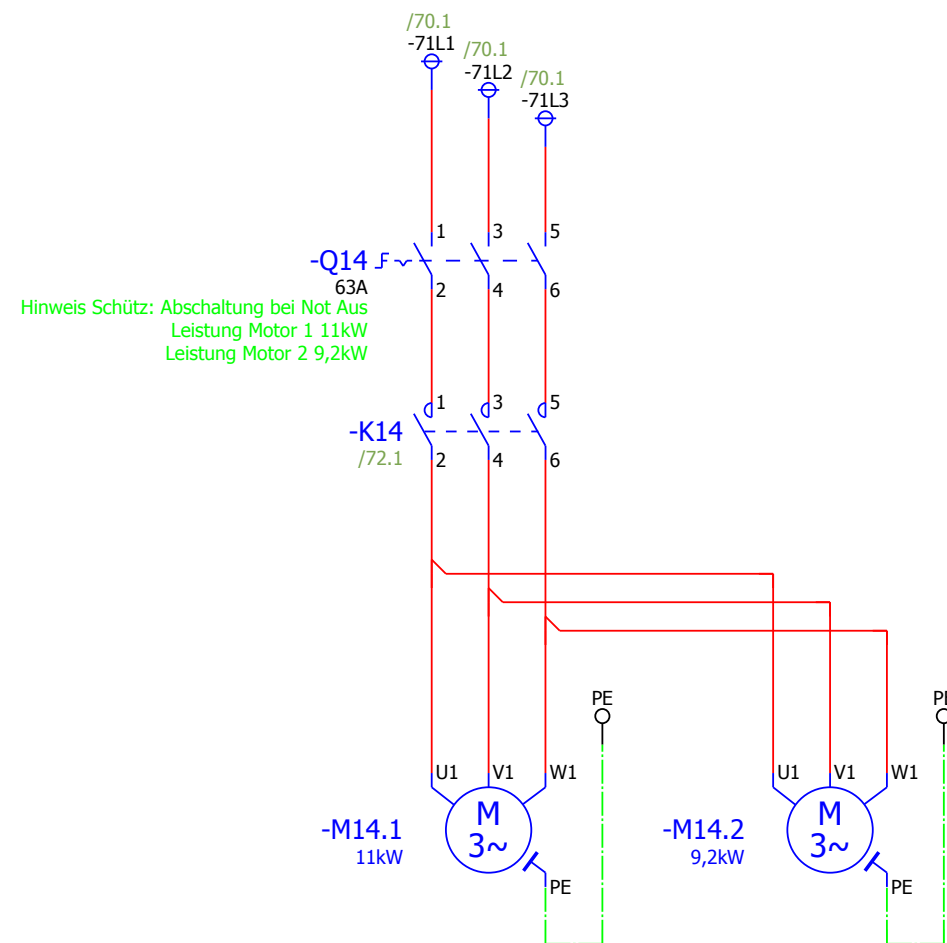 /70.1
-71L1
/70.1
-71L2
/70.1
-71L3
1
3
5
-Q14
63A
2
4
6
Hinweis Schütz: Abschaltung bei Not Aus
Leistung Motor 1 11kW
Leistung Motor 2 9,2kW
1
3
5
-K14
/72.1
2
4
6
PE
U1
V1
W1
-M14.1
11kW
M
3~
PE
PE
U1
V1
W1
-M14.2
9,2kW
M
3~
PE